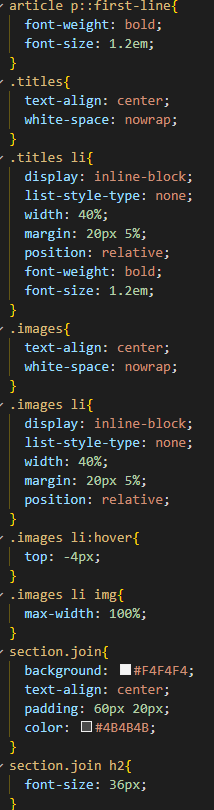 article p::first-line{
font-weight: bold;
font-size: 1.2em;
}
.titles{
text-align: center;
white-space: nowrap;
}
.titles li{
display: inline-block;
list-style-type: none;
width: 40%;
margin: 20px 5%;
position: relative;
font-weight: bold;
font-size: 1.2em;
}
.images{
text-align: center;
white-space: nowrap;
}
.images li{
display: inline-block;
list-style-type: none;
width: 40%;
margin: 20px 5%;
position: relative;
}
.images li:hover{
top: -4px;
}
.images li img{
max-width: 100%;
}
section.join{
background: #F4F4F4;
text-align: center;
padding: 60px 20px;
color: #4B4B4B;
}
section.join h2{
font-size: 36px;
}